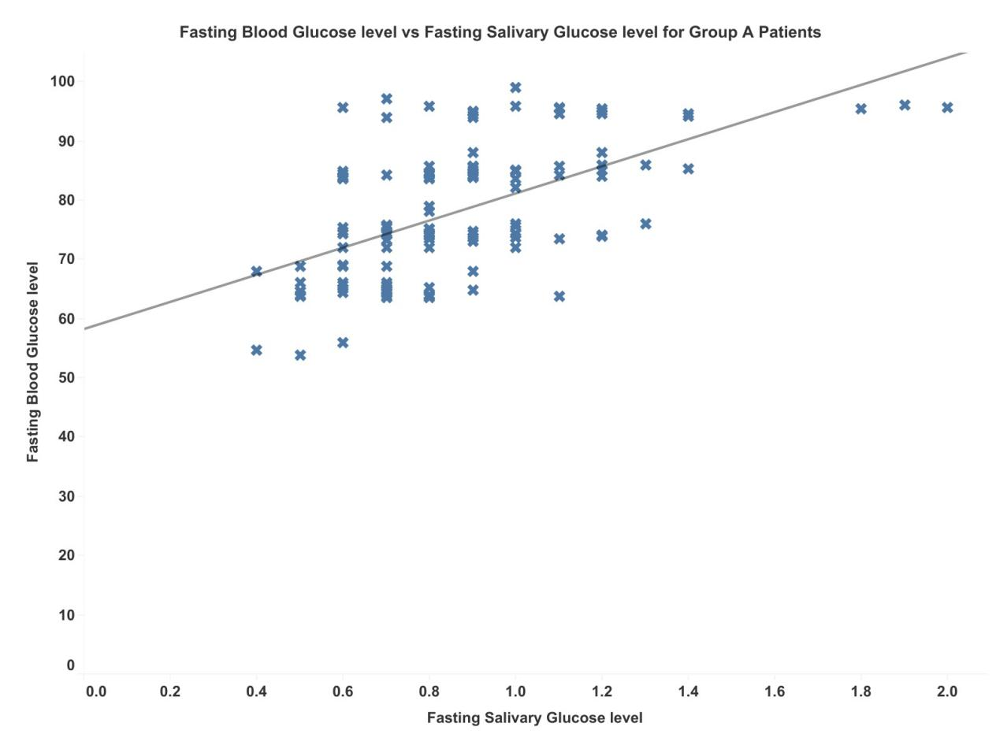 Fasting Blood Glucose level vs Fasting Salivary Glucose level for Group A Patients
Fasting Blood Glucose level
100
90
80
70
60
50
40
30
20
10
0
0.0 0.2 0.4 0.6 0.8 1.0 1.2 1.4 1.6 1.8 2.0
Fasting Salivary Glucose level